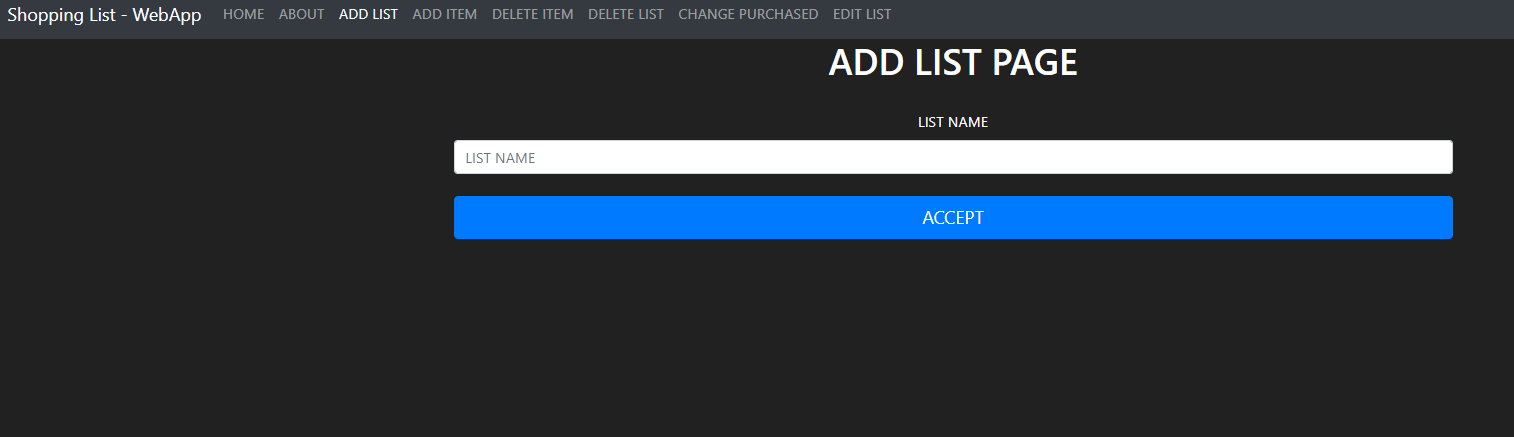 Shopping List - WebApp HOME ABOUT ADD LIST ADD ITEM DELETE ITEM DELETE LIST CHANGE PURCHASED EDIT LIST
ADD LIST PAGE
LIST NAME
LIST NAME
ACCEPT